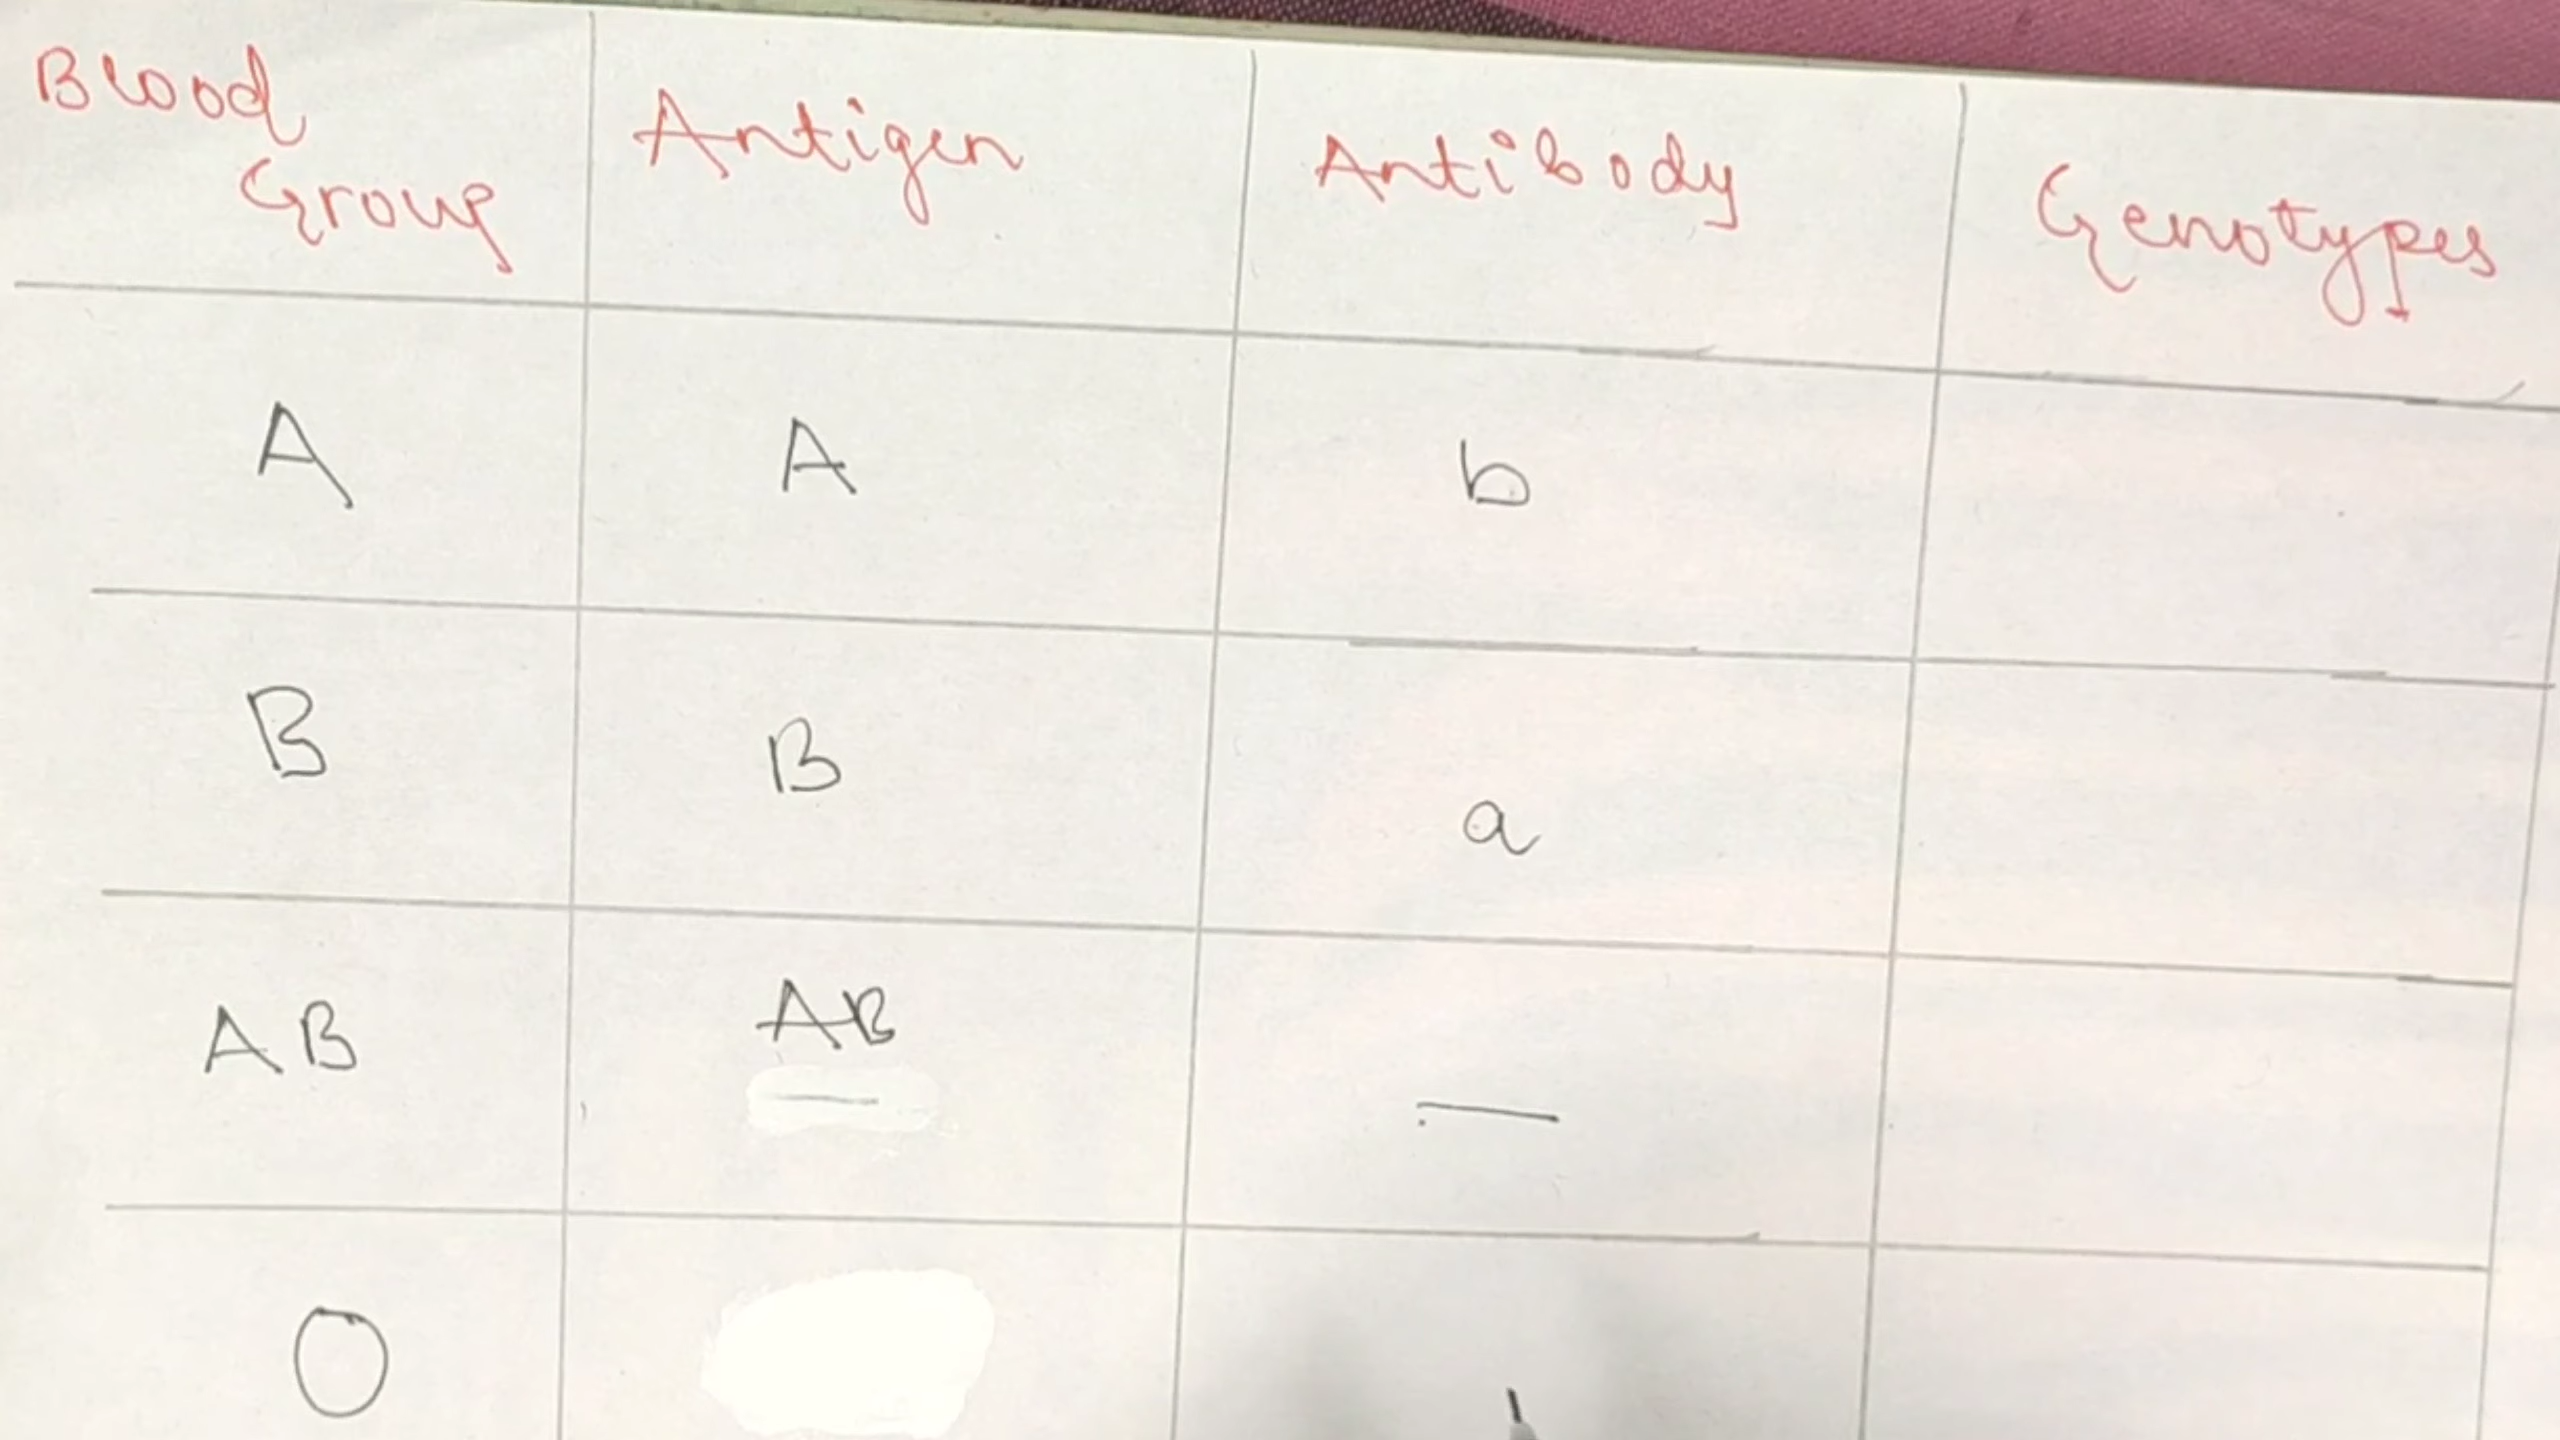 Blood
Group
Antigen
Antibody
Genotypes
A
A
b
B
B
a
AB
AB
—
—
O